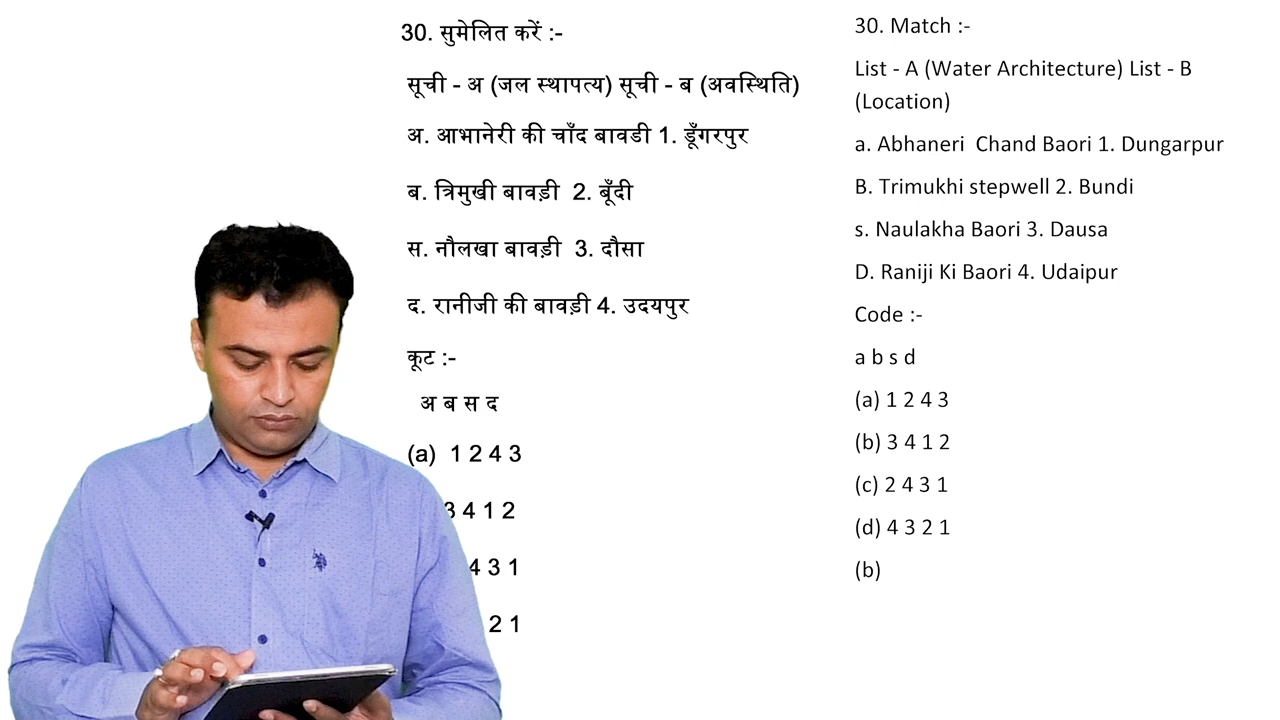 30. सुमेलित करें :-
सूची - अ (जल स्थापत्य) सूची - ब (अवस्थिति)
अ. आभानेरी की चाँद बावडी 1. डूँगरपुर
ब. त्रिमुखी बावड़ी 2. बूँदी
स. नौलखा बावड़ी 3. दौसा
द. रानीजी की बावड़ी 4. उदयपुर
कूट :-
अ ब स द
(a) 1 2 4 3
3 4 1 2
4 3 1
2 1
30. Match :-
List - A (Water Architecture) List - B
(Location)
a. Abhaneri Chand Baori 1. Dungarpur
B. Trimukhi stepwell 2. Bundi
s. Naulakha Baori 3. Dausa
D. Raniji Ki Baori 4. Udaipur
Code :-
a b s d
(a) 1 2 4 3
(b) 3 4 1 2
(c) 2 4 3 1
(d) 4 3 2 1
(b)